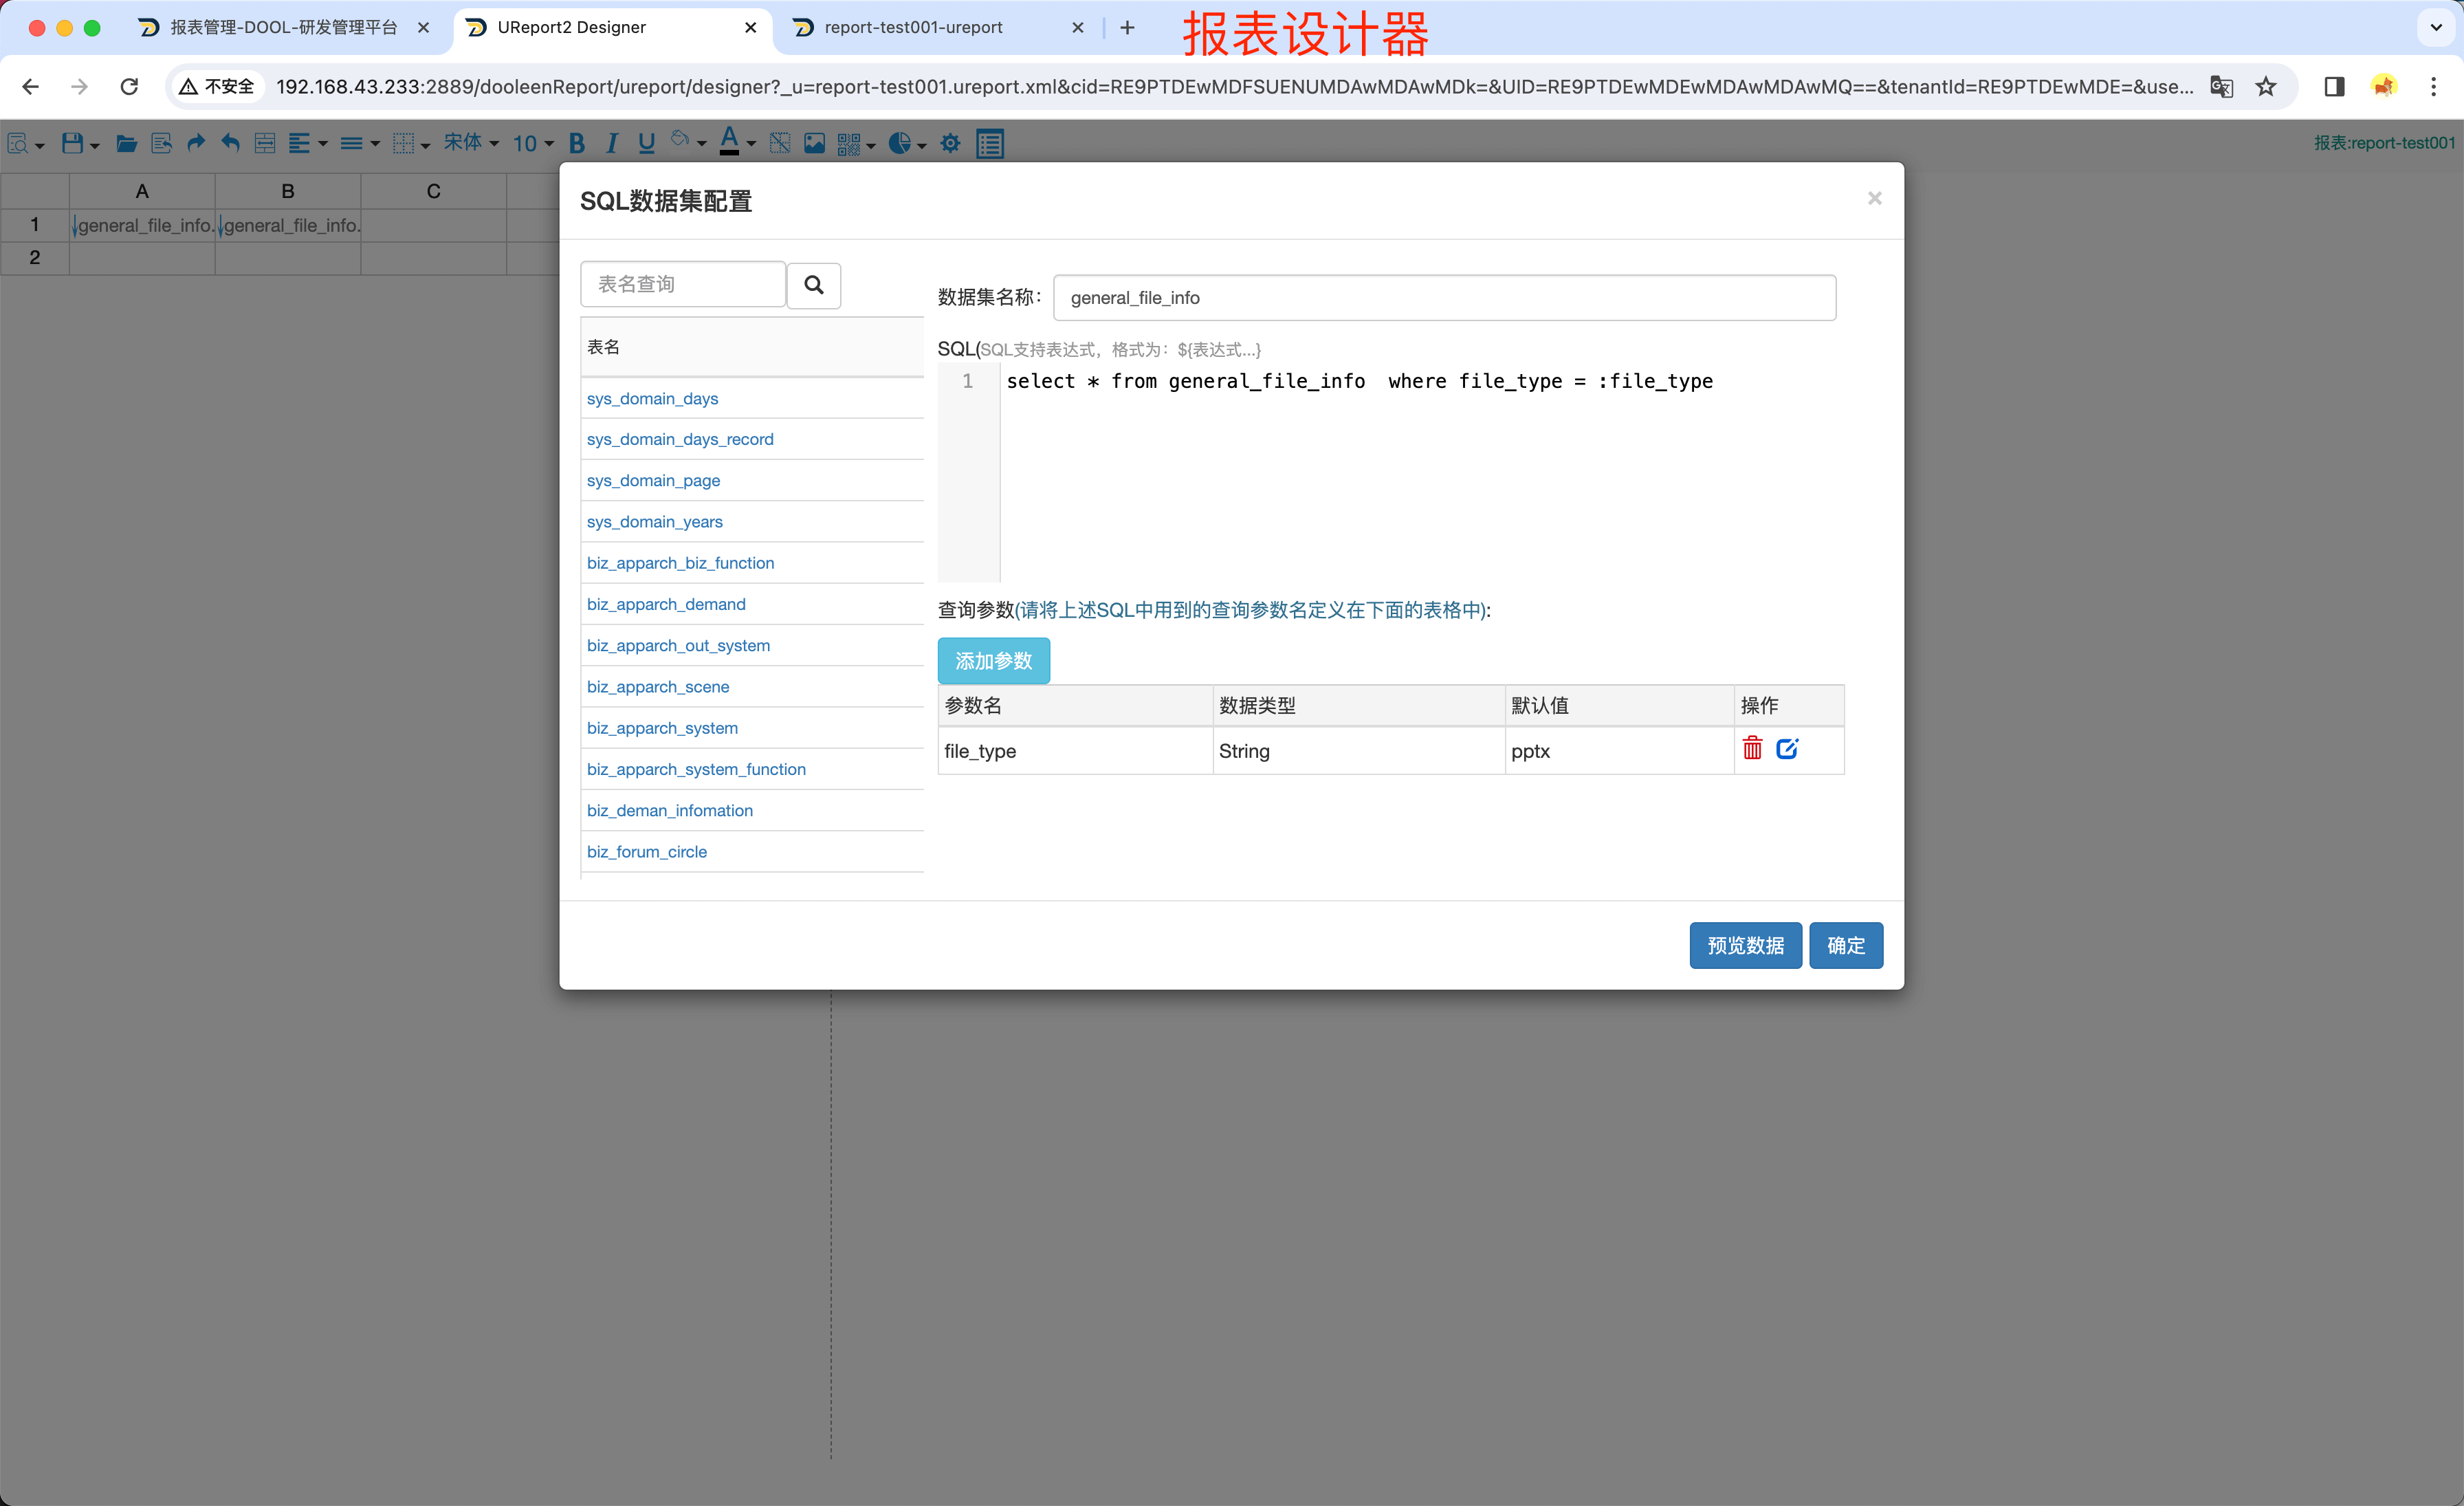 报表管理-DOOL-研发管理平台
UReport2 Designer
report-test001-ureport
报表设计器
不安全 192.168.43.233:2889/dooleenReport/ureport/designer?_u=report-test001.ureport.xml&cid=RE9PTDEwMDFSUENUMDAwMDAwMDk=&UID=RE9PTDEwMDEwMDAwMDAwMQ==&tenantId=RE9PTDEwMDE=&use...
宋体 10 B I U A
报表:report-test001
A B C
1 general_file_info. general_file_info.
2
SQL数据集配置
×
表名查询
表名
sys_domain_days
sys_domain_days_record
sys_domain_page
sys_domain_years
biz_apparch_biz_function
biz_apparch_demand
biz_apparch_out_system
biz_apparch_scene
biz_apparch_system
biz_apparch_system_function
biz_deman_infomation
biz_forum_circle
数据集名称： general_file_info
SQL(SQL支持表达式，格式为：${表达式...}
1 select * from general_file_info  where file_type = :file_type
查询参数(请将上述SQL中用到的查询参数名定义在下面的表格中):
添加参数
参数名 数据类型 默认值 操作
file_type String pptx
预览数据 确定